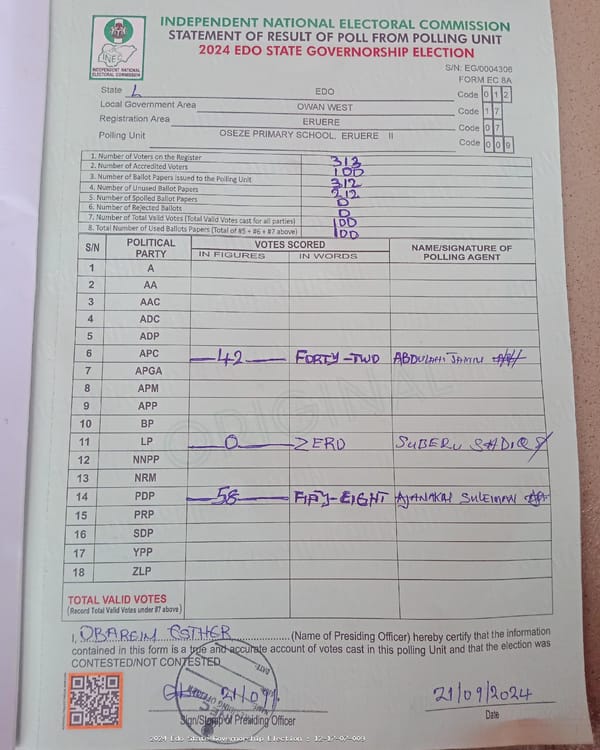 INDEPENDENT NATIONAL ELECTORAL COMMISSION
STATEMENT OF RESULT OF POLL FROM POLLING UNIT
2024 EDO STATE GOVERNORSHIP ELECTION
INEC
INDEPENDENT NATIONAL ELECTORAL COMMISSION
S/N: EG/0004306
FORM EC 8A
State EDO Code 0 1 2
Local Government Area OWAN WEST Code 1 7
Registration Area ERUERE Code 0 7
Polling Unit OSEZE PRIMARY SCHOOL, ERUERE II Code 0 0 9
1. Number of Voters on the Register 313
2. Number of Accredited Voters 100
3. Number of Ballot Papers Issued to the Polling Unit 312
4. Number of Unused Ballot Papers 212
5. Number of Spoiled Ballot Papers 0
6. Number of Rejected Ballots 0
7. Number of Total Valid Votes (Total Valid Votes cast for all parties) 100
8. Total Number of Used Ballots Papers (Total of #5 + #6 + #7 above) 100
S/N POLITICAL PARTY VOTES SCORED NAME/SIGNATURE OF POLLING AGENT
IN FIGURES IN WORDS
1 A
2 AA
3 AAC
4 ADC
5 ADP
6 APC 42 FORTY-TWO ABDULAHI JAMIU
7 APGA
8 APM
9 APP
10 BP
11 LP 0 ZERO SUBERU SADIQ
12 NNPP
13 NRM
14 PDP 58 FIFTY-EIGHT SULEIMAN
15 PRP
16 SDP
17 YPP
18 ZLP
ORIGINAL
TOTAL VALID VOTES
(Record Total Valid Votes under #7 above)
I, OBAREIN ESTHER (Name of Presiding Officer) hereby certify that the information
contained in this form is a true and accurate account of votes cast in this polling Unit and that the election was
CONTESTED/NOT CONTESTED
21/09 21/09/2024
Sign/Stamp of Presiding Officer Date
2024 Edo State Governorship Election : 12-17-07-009